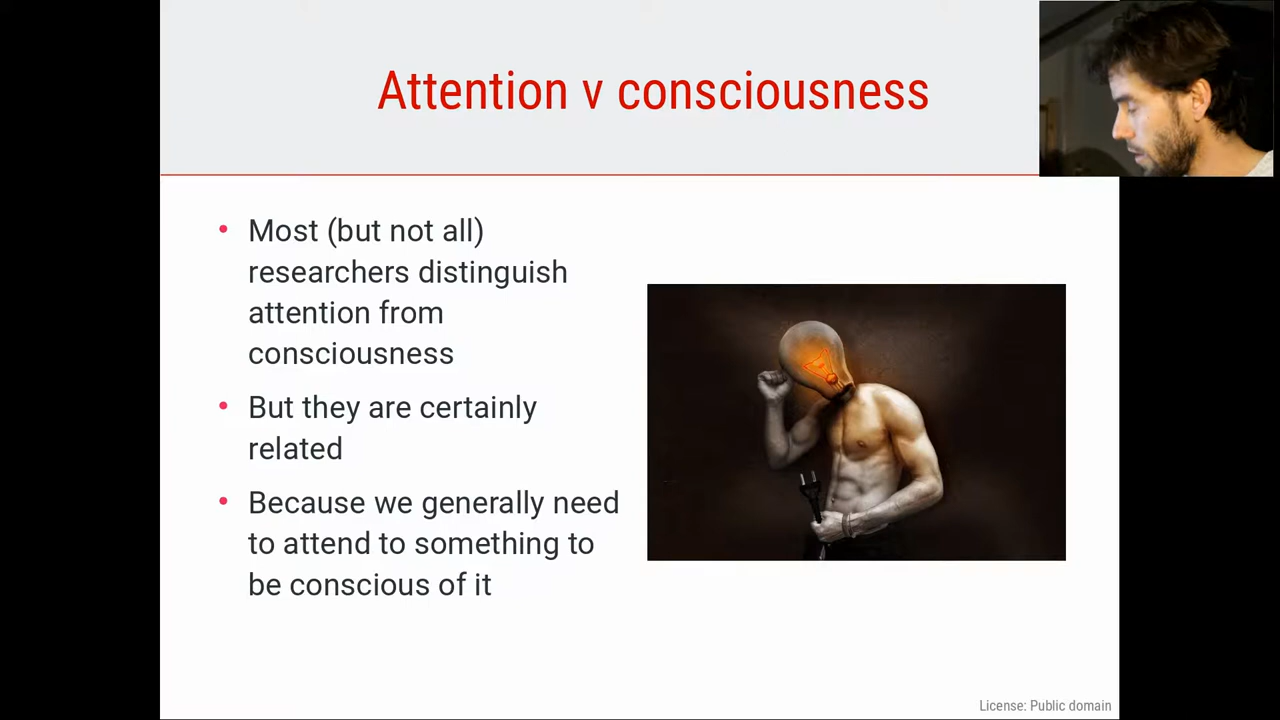 Attention v consciousness
• Most (but not all)
researchers distinguish
attention from
consciousness
• But they are certainly
related
• Because we generally need
to attend to something to
be conscious of it
License: Public domain